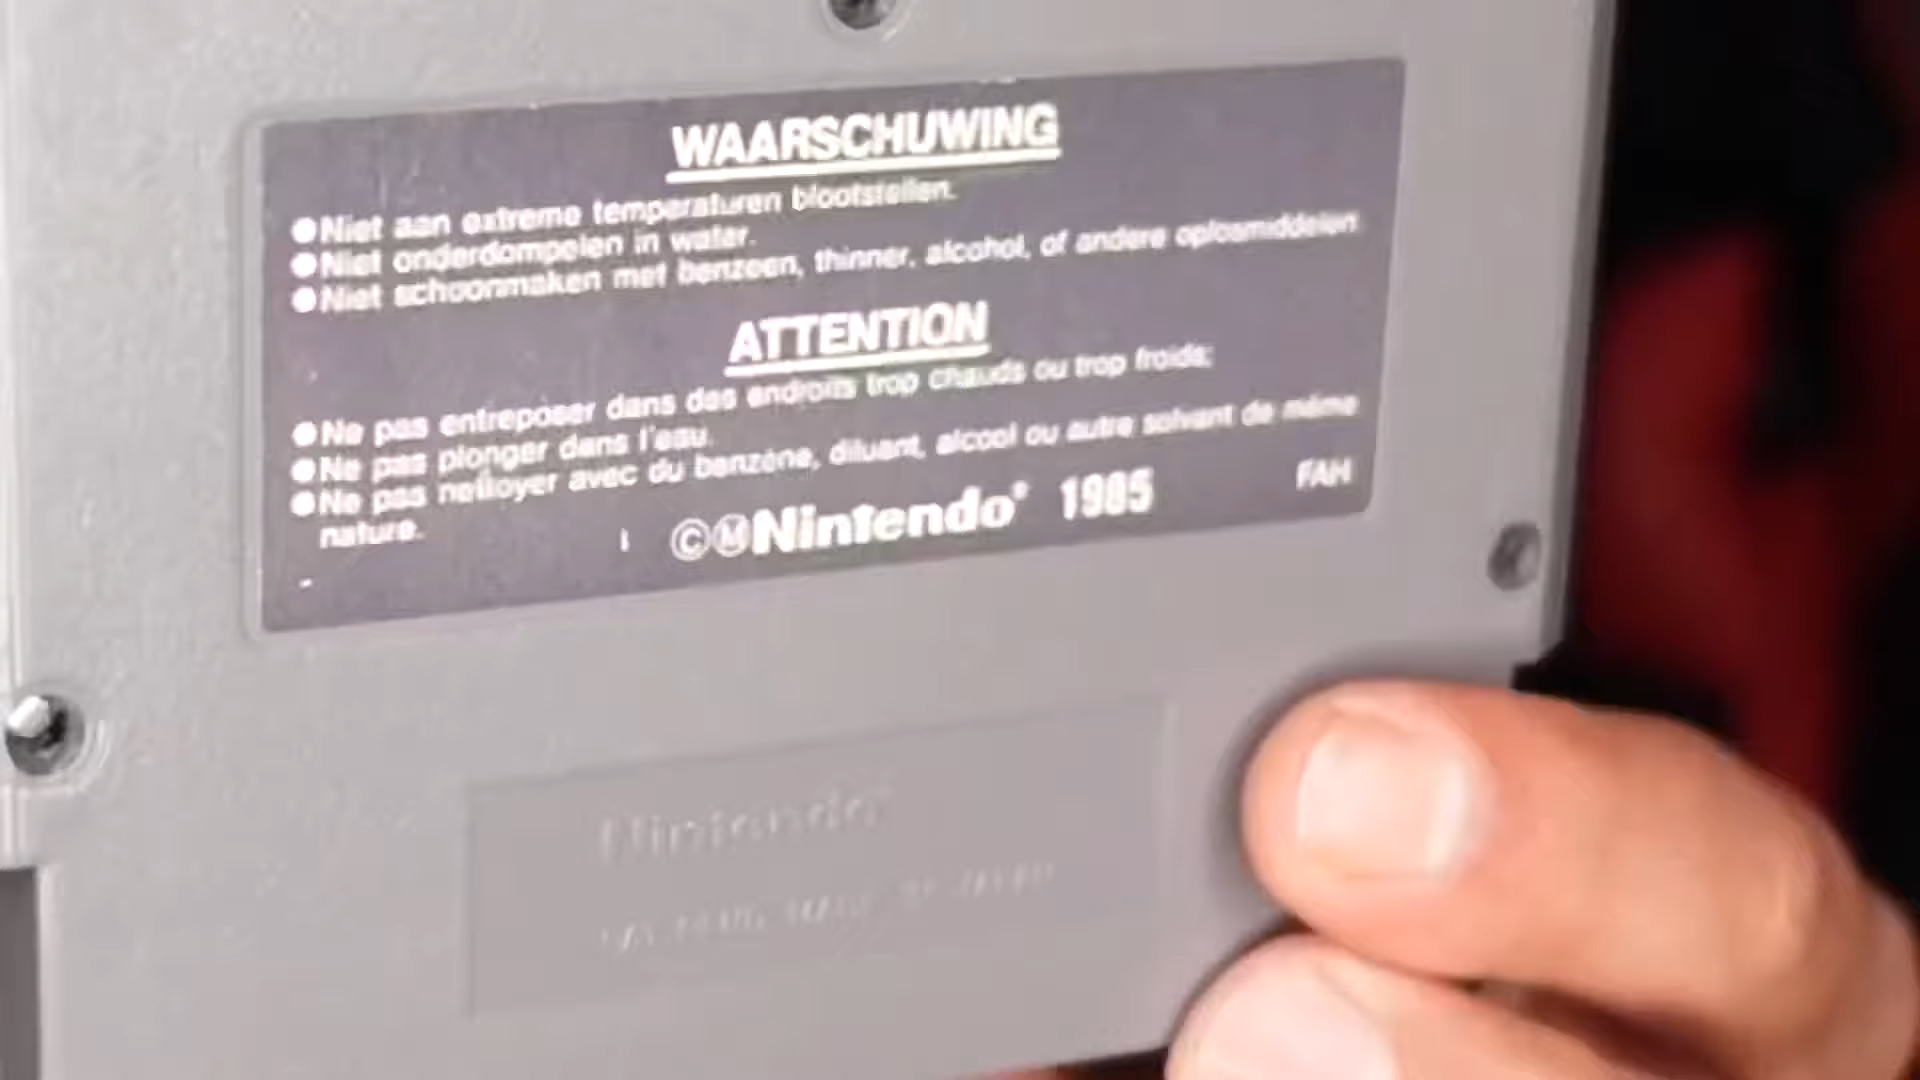 WAARSCHUWING
●Niet aan extreme temperaturen blootstellen.
●Niet onderdompelen in water.
●Niet schoonmaken met benzeen, thinner, alcohol, of andere oplosmiddelen
ATTENTION
●Ne pas entreposer dans des endroits trop chauds ou trop froids;
●Ne pas plonger dans l'eau.
●Ne pas nettoyer avec du benzène, diluant, alcool ou autre solvant de même
nature.
©ⓂNintendo® 1985
FAH
Nintendo